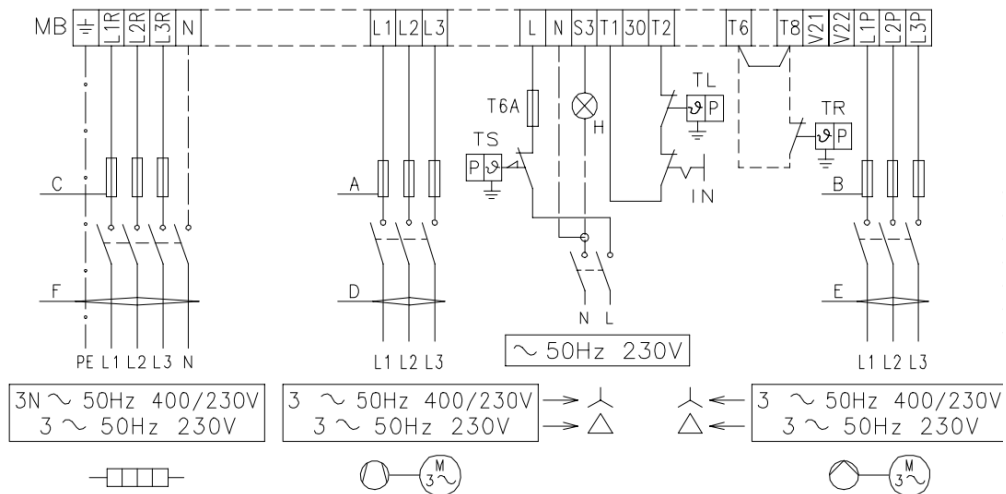 MB L1R L2R L3R N L1 L2 L3 L N S3 T1 30 T2 T6 T8 V21 V22 L1P L2P L3P
T6A H TL ϑ P
TS TR
P ϑ ϑ P
C A IN B
F D E
N L
PE L1 L2 L3 N L1 L2 L3 L1 L2 L3
~ 50Hz 230V
3N ~ 50Hz 400/230V
3 ~ 50Hz 230V
3 ~ 50Hz 400/230V
3 ~ 50Hz 230V
3 ~ 50Hz 400/230V
3 ~ 50Hz 230V
M
3~
M
3~